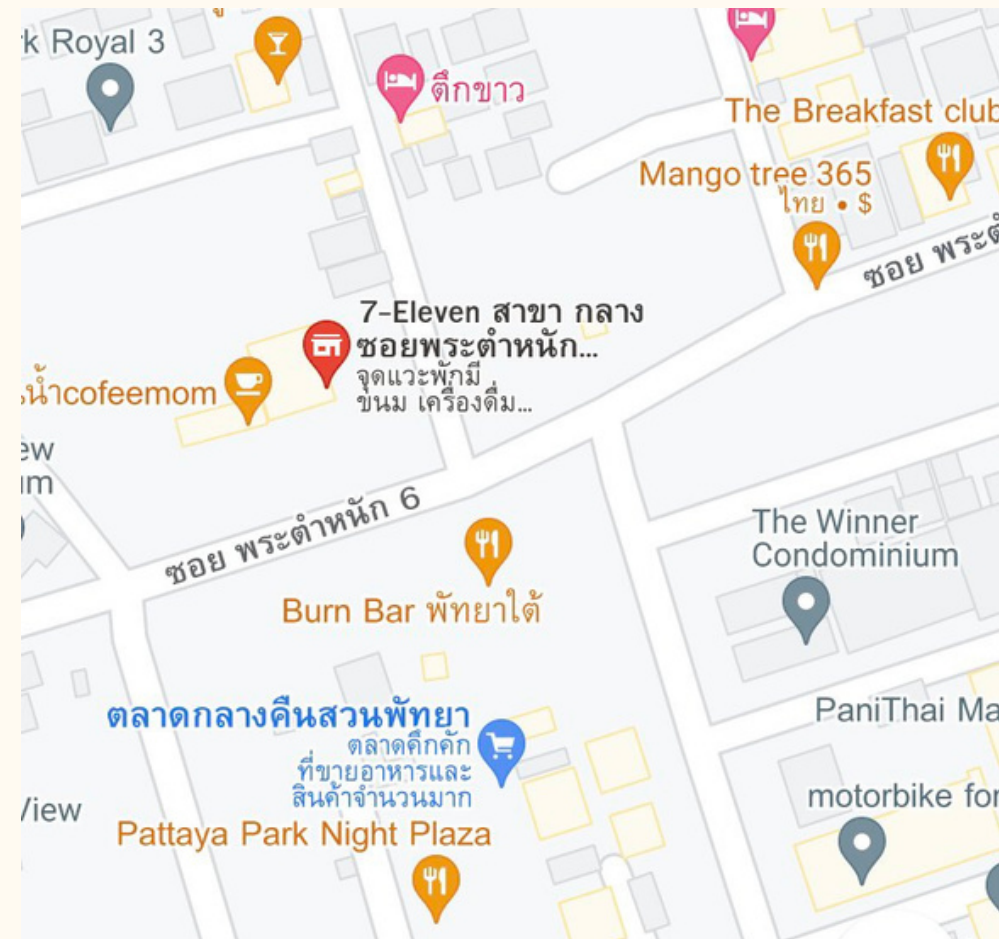 k Royal 3
ตึกขาว
The Breakfast club
Mango tree 365
ไทย • $
ซอย พระตำ
7-Eleven สาขา กลาง
ซอยพระตำหนัก...
จุดแวะพักมี
ขนม เครื่องดื่ม...
น้ำcofeemom
ew
um
ซอย พระตำหนัก 6
The Winner
Condominium
Burn Bar พัทยาใต้
ตลาดกลางคืนสวนพัทยา
ตลาดคึกคัก
ที่ขายอาหารและ
สินค้าจำนวนมาก
PaniThai Ma
View
motorbike for
Pattaya Park Night Plaza